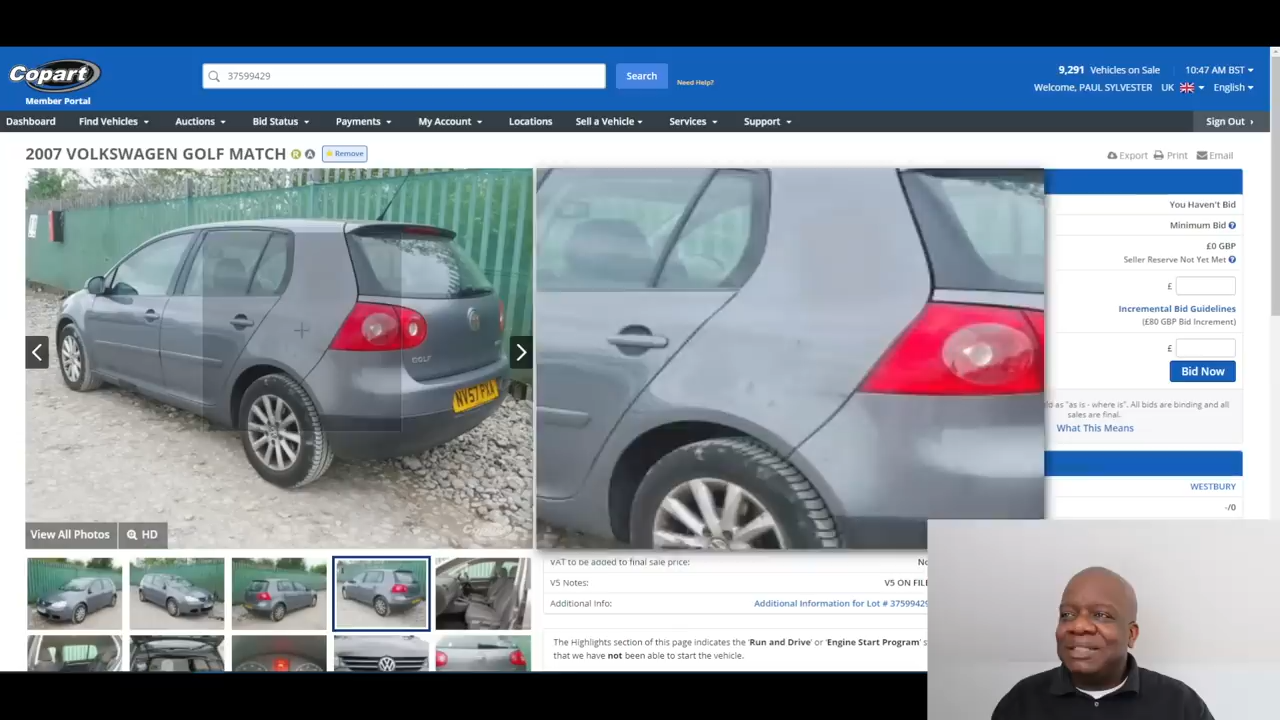 Copart
Member Portal
37599429
Search
Need Help?
9,291 Vehicles on Sale
10:47 AM BST
Welcome, PAUL SYLVESTER
UK
English
Dashboard
Find Vehicles
Auctions
Bid Status
Payments
My Account
Locations
Sell a Vehicle
Services
Support
Sign Out
2007 VOLKSWAGEN GOLF MATCH
R
A
Remove
Export
Print
Email
You Haven't Bid
Minimum Bid
£0 GBP
Seller Reserve Not Yet Met
£
Incremental Bid Guidelines
(£80 GBP Bid Increment)
£
Bid Now
as "as is - where is". All bids are binding and all
sales are final.
What This Means
WESTBURY
-/0
GOLF
NV57
View All Photos
HD
Copart
VAT to be added to final sale price:
No
V5 Notes:
V5 ON FILE
Additional Info:
Additional Information for Lot # 37599429
The Highlights section of this page indicates the 'Run and Drive' or 'Engine Start Program'
that we have not been able to start the vehicle.